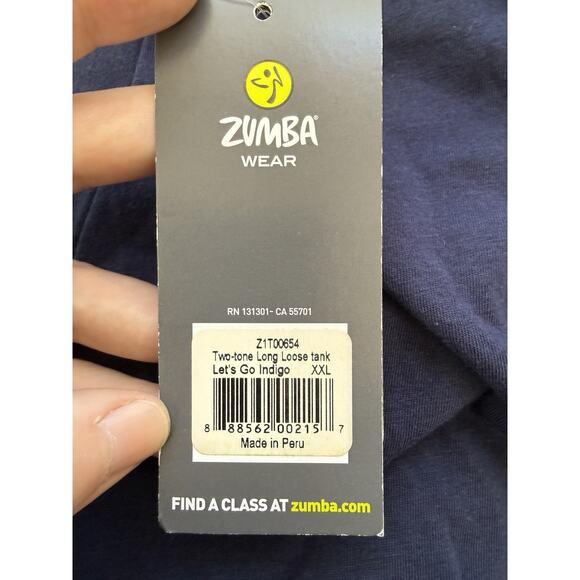 ZUMBA®
WEAR
RN 131301- CA 55701
Z1T00654
Two-tone Long Loose tank
Let's Go Indigo XXL
8 88562 00215 7
Made in Peru
FIND A CLASS AT zumba.com